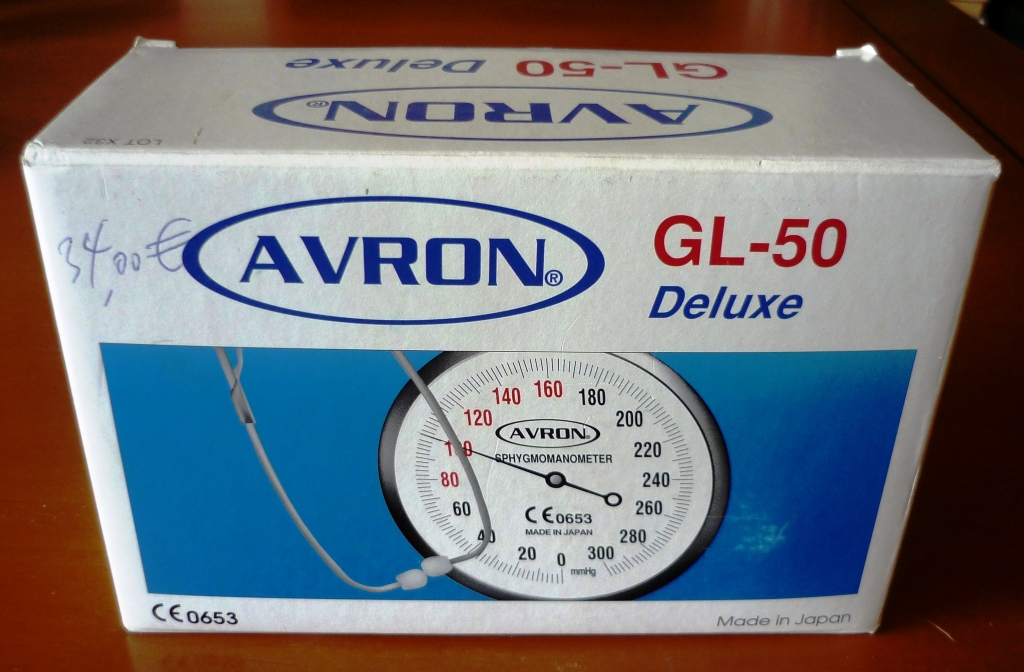 GL-50 Deluxe
AVRON®
LOT X32
34,00 €
AVRON®
GL-50
Deluxe
160
140
180
120
200
AVRON®
100
220
SPHYGMOMANOMETER
80
240
60
260
CE0653
MADE IN JAPAN
40
280
20
300
0
mmHg
CE0653
Made in Japan